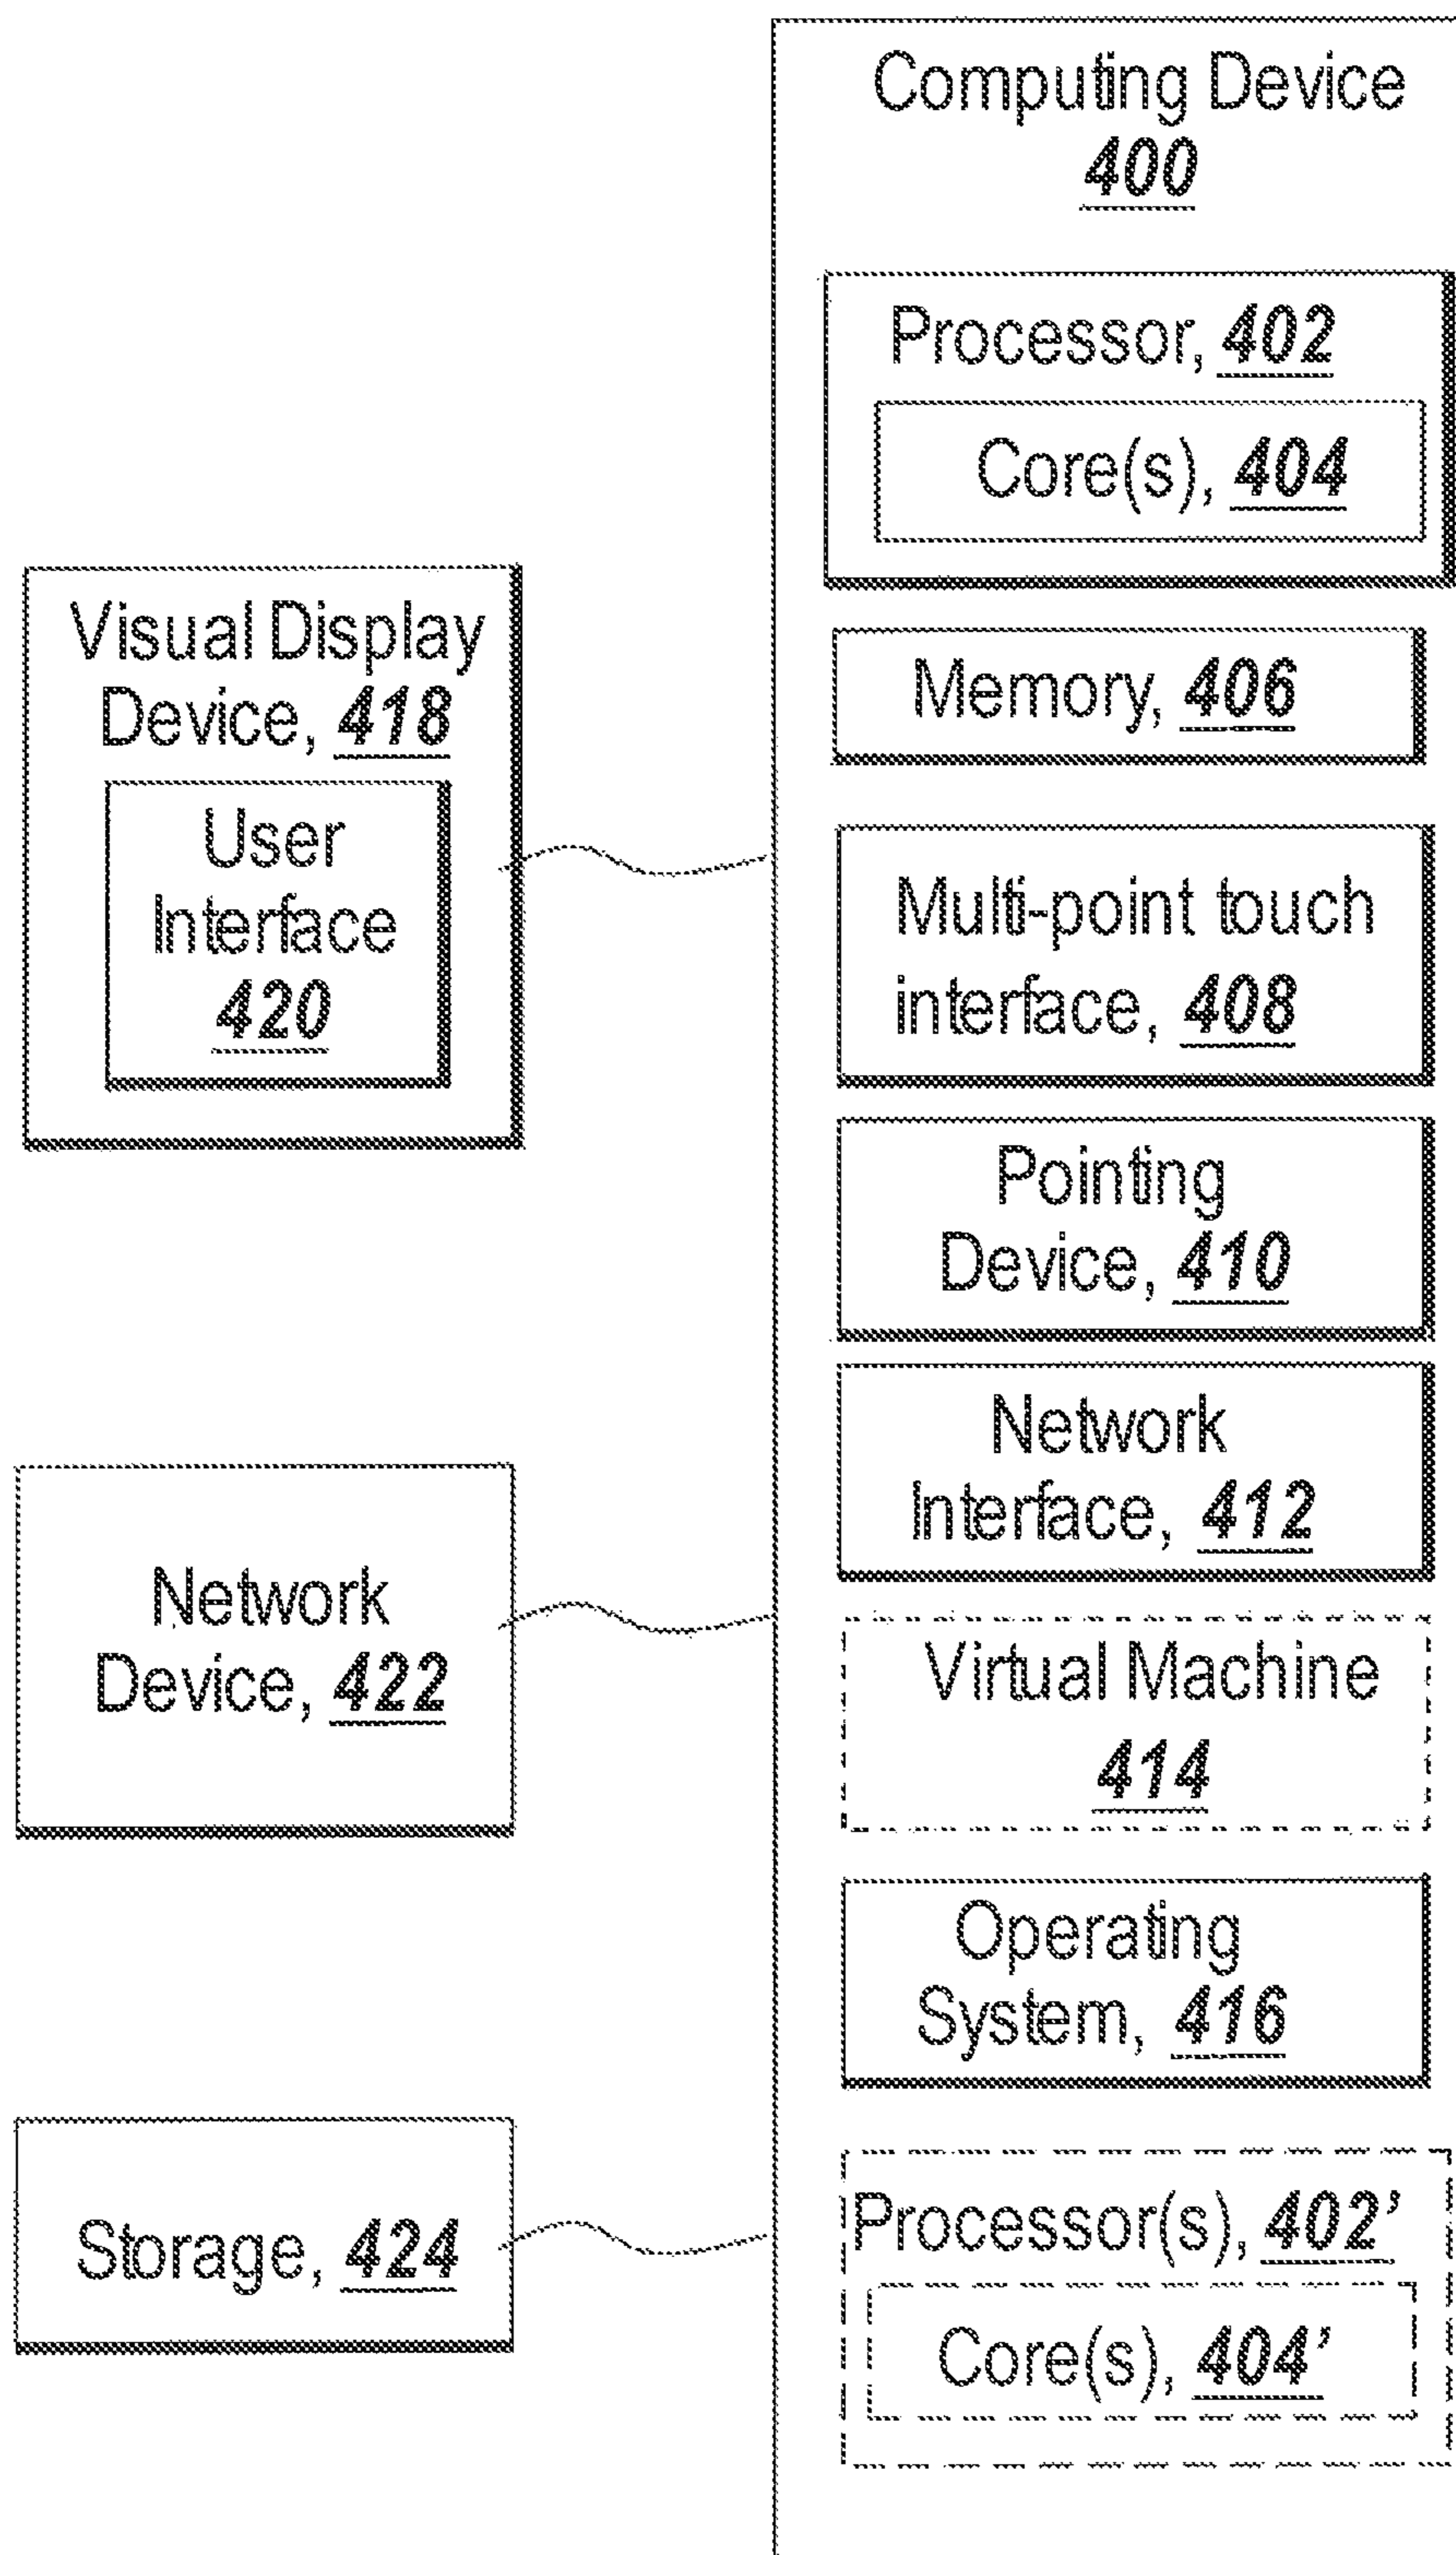 Computing Device
400
Processor, 402
Core(s), 404
Memory, 406
Multi-point touch
interface, 408
Pointing
Device, 410
Network
Interface, 412
Virtual Machine
414
Operating
System, 416
Processor(s), 402'
Core(s), 404'
Visual Display
Device, 418
User
Interface
420
Network
Device, 422
Storage, 424